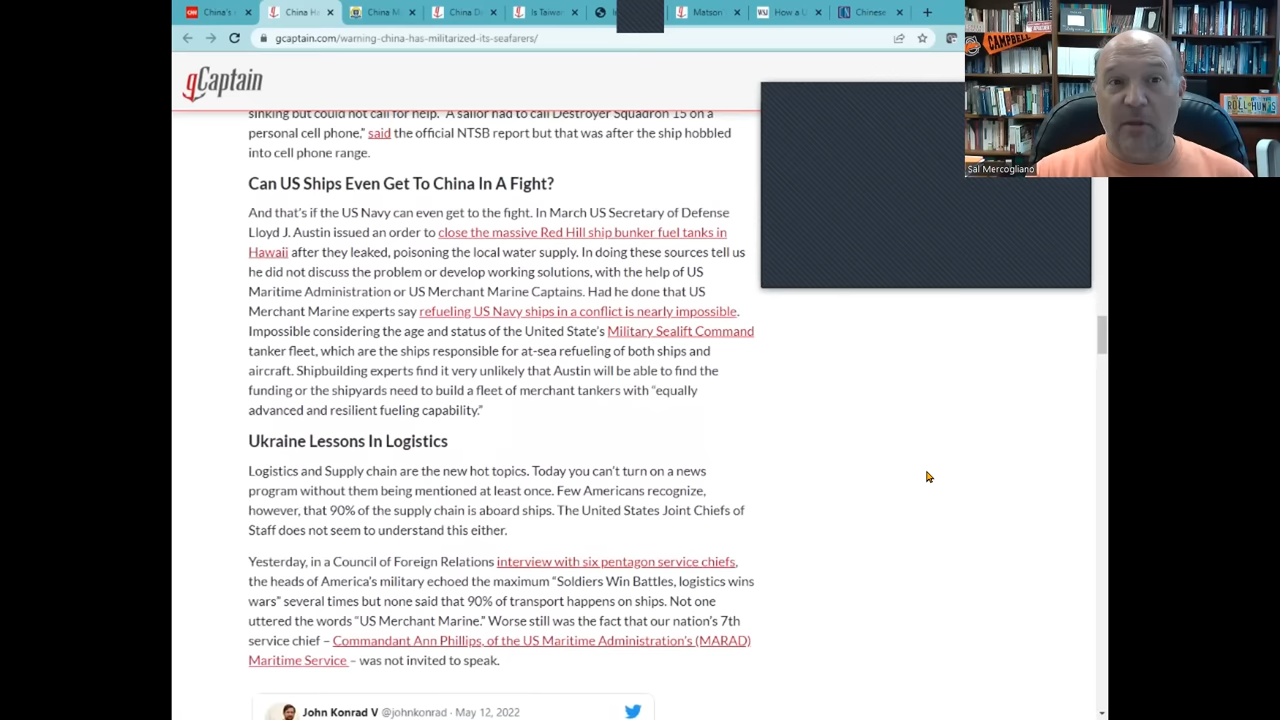 China's
China Ha
China M
China D
Is Taiwa
Matson
How a U
Chinese
gcaptain.com/warning-china-has-militarized-its-seafarers/
gCaptain
CAMPBELL
ROLL HUMPS
Sal Mercogliano
sinking but could not call for help. "A sailor had to call Destroyer Squadron 15 on a
personal cell phone," said the official NTSB report but that was after the ship hobbled
into cell phone range.
Can US Ships Even Get To China In A Fight?
And that's if the US Navy can even get to the fight. In March US Secretary of Defense
Lloyd J. Austin issued an order to close the massive Red Hill ship bunker fuel tanks in
Hawaii after they leaked, poisoning the local water supply. In doing these sources tell us
he did not discuss the problem or develop working solutions, with the help of US
Maritime Administration or US Merchant Marine Captains. Had he done that US
Merchant Marine experts say refueling US Navy ships in a conflict is nearly impossible.
Impossible considering the age and status of the United State's Military Sealift Command
tanker fleet, which are the ships responsible for at-sea refueling of both ships and
aircraft. Shipbuilding experts find it very unlikely that Austin will be able to find the
funding or the shipyards need to build a fleet of merchant tankers with "equally
advanced and resilient fueling capability."
Ukraine Lessons In Logistics
Logistics and Supply chain are the new hot topics. Today you can't turn on a news
program without them being mentioned at least once. Few Americans recognize,
however, that 90% of the supply chain is aboard ships. The United States Joint Chiefs of
Staff does not seem to understand this either.
Yesterday, in a Council of Foreign Relations interview with six pentagon service chiefs,
the heads of America's military echoed the maximum "Soldiers Win Battles, logistics wins
wars" several times but none said that 90% of transport happens on ships. Not one
uttered the words "US Merchant Marine." Worse still was the fact that our nation's 7th
service chief – Commandant Ann Phillips, of the US Maritime Administration's (MARAD)
Maritime Service – was not invited to speak.
John Konrad V @johnkonrad · May 12, 2022